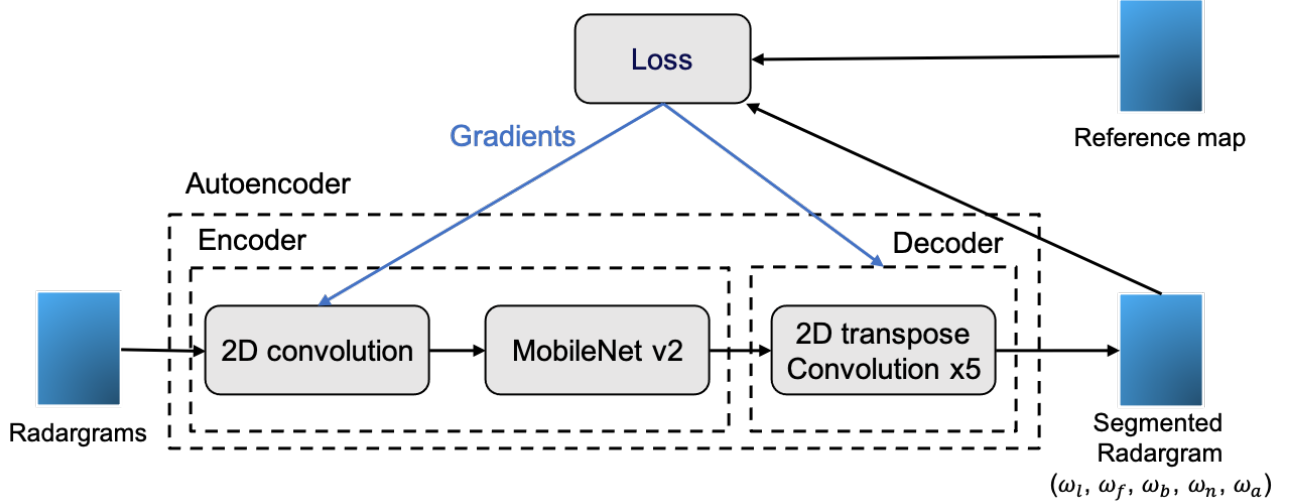 Loss
Reference map
Gradients
Autoencoder
Encoder
Decoder
2D convolution
MobileNet v2
2D transpose
Convolution x5
Radargrams
Segmented
Radargram
(ω_l, ω_f, ω_b, ω_n, ω_a)